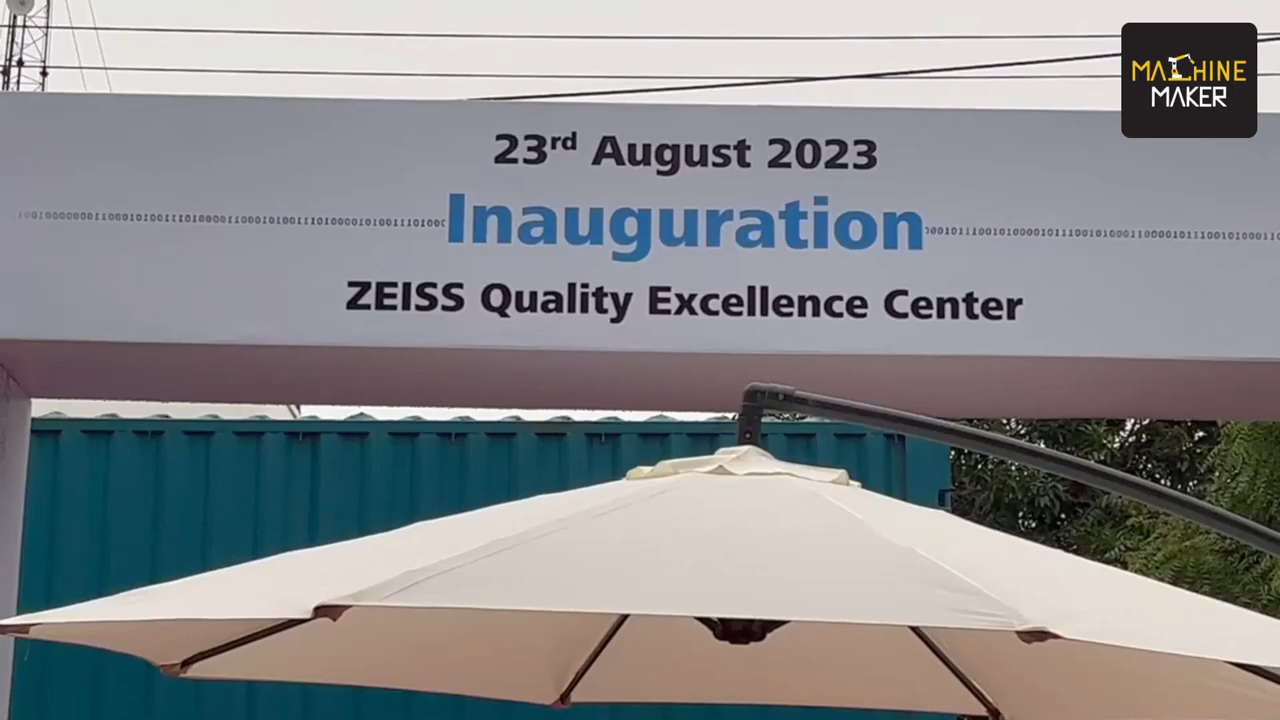 MACHINE
MAKER
23rd August 2023
Inauguration
ZEISS Quality Excellence Center